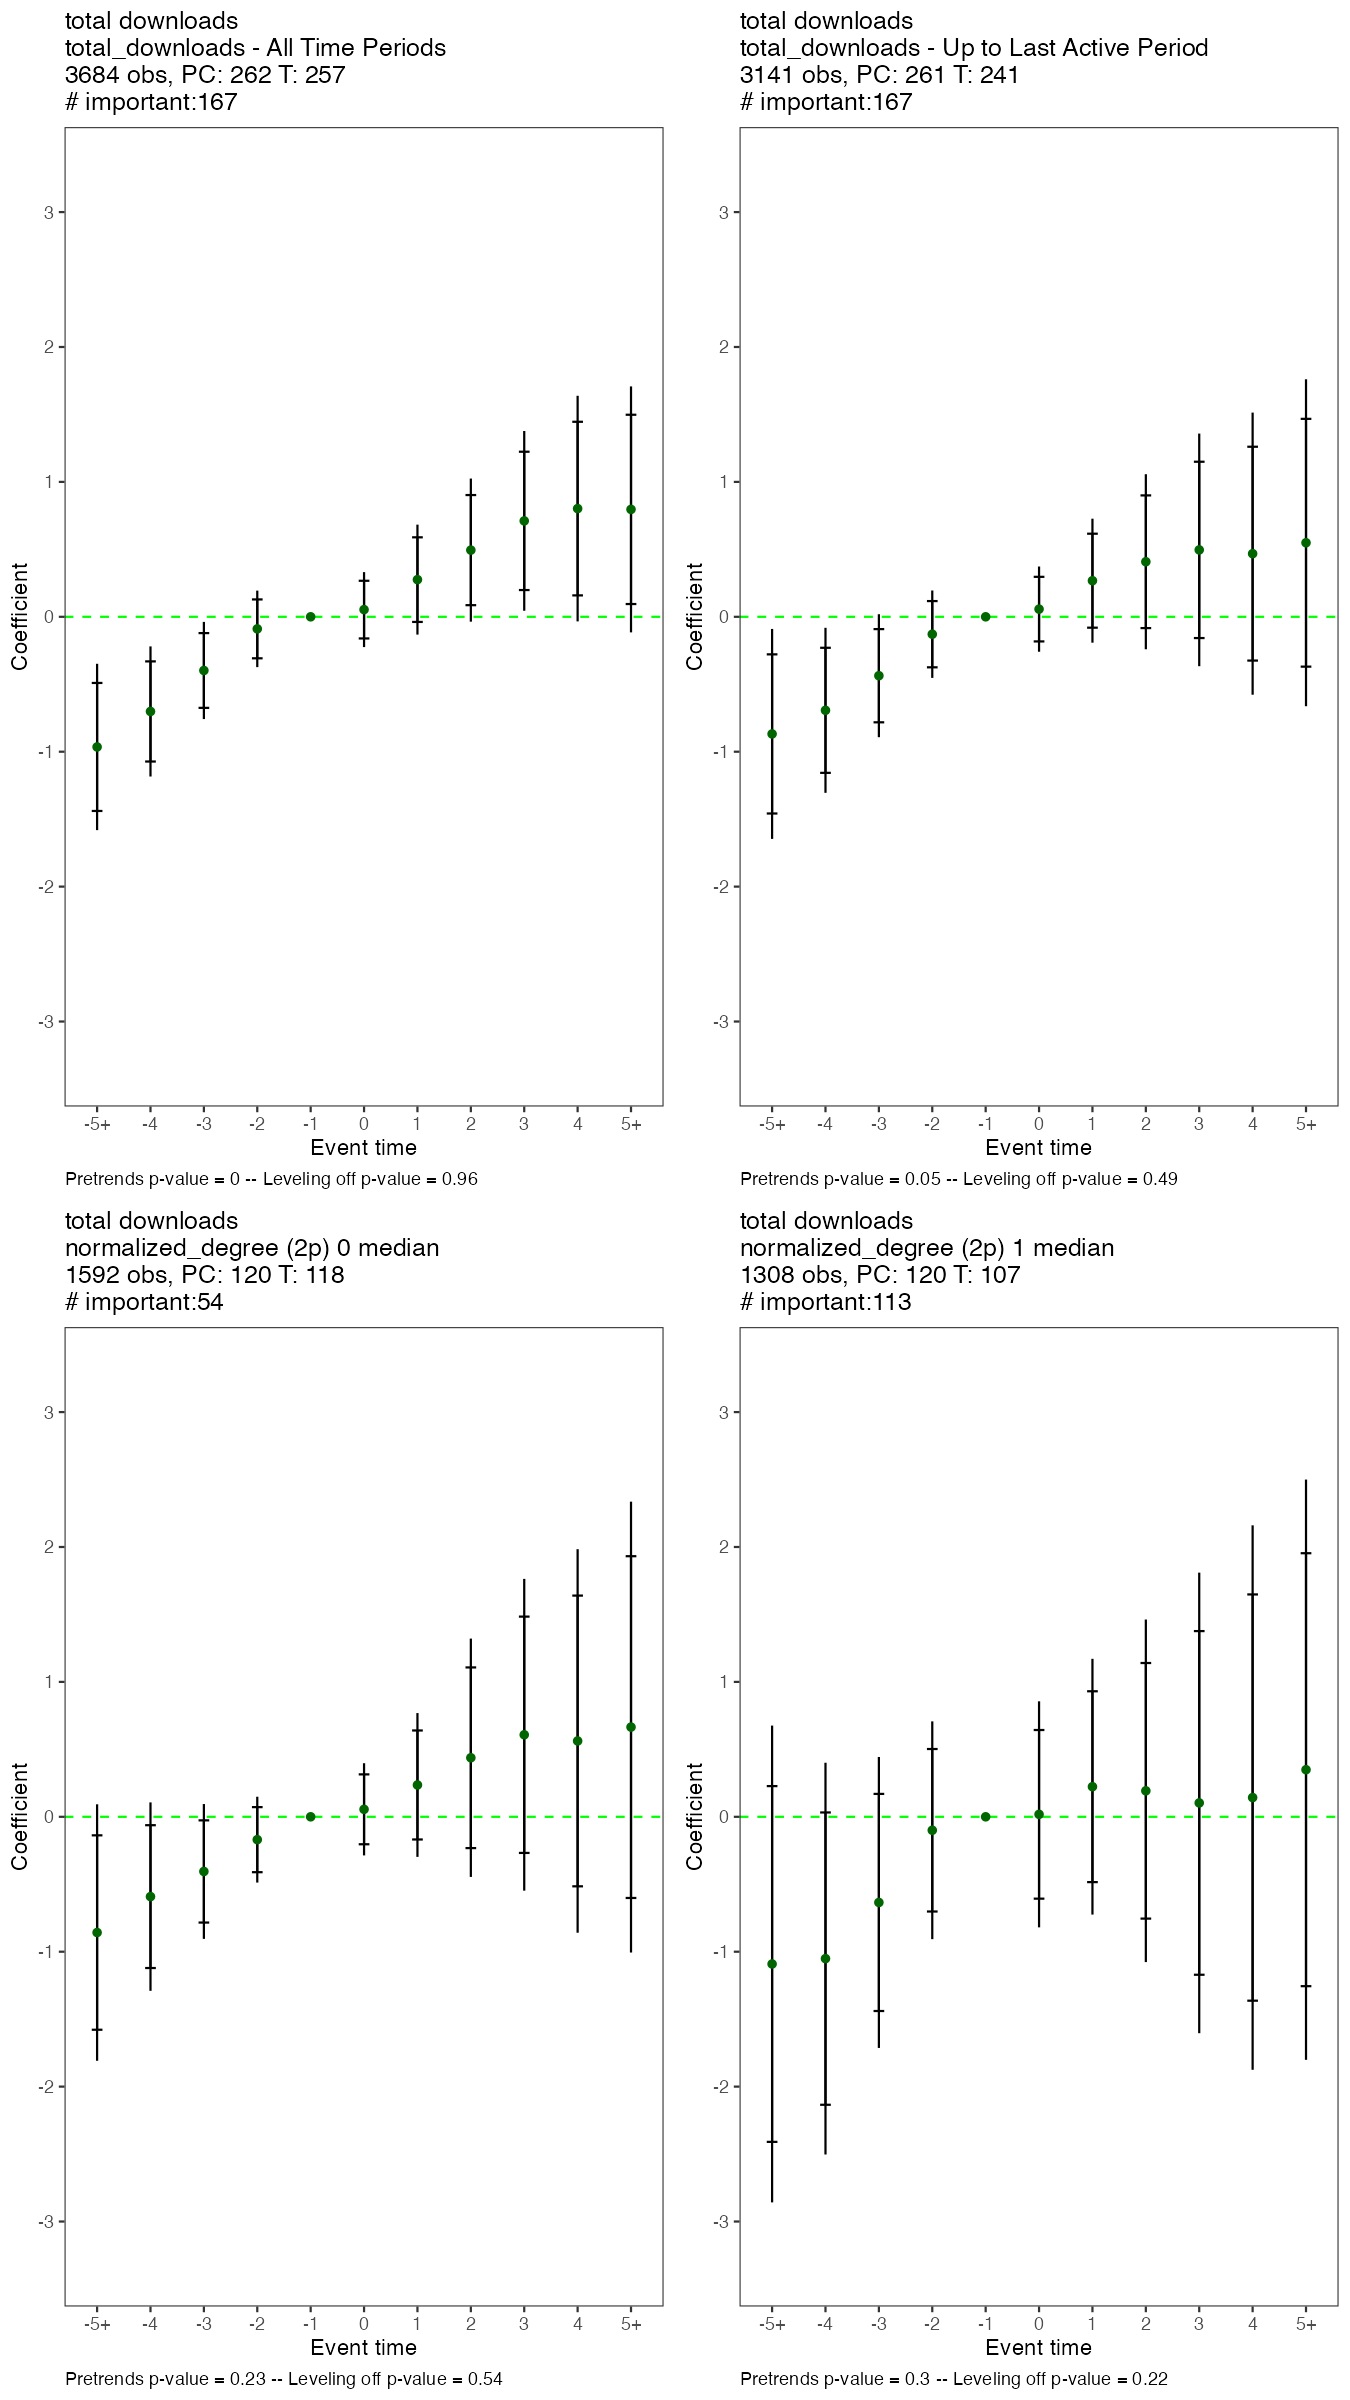 total downloads
total_downloads - All Time Periods
3684 obs, PC: 262 T: 257
# important:167
3
2
1
0
-1
-2
-3
Coefficient
-5+ -4 -3 -2 -1 0 1 2 3 4 5+
Event time
Pretrends p-value = 0 -- Leveling off p-value = 0.96
total downloads
total_downloads - Up to Last Active Period
3141 obs, PC: 261 T: 241
# important:167
3
2
1
0
-1
-2
-3
Coefficient
-5+ -4 -3 -2 -1 0 1 2 3 4 5+
Event time
Pretrends p-value = 0.05 -- Leveling off p-value = 0.49
total downloads
normalized_degree (2p) 0 median
1592 obs, PC: 120 T: 118
# important:54
3
2
1
0
-1
-2
-3
Coefficient
-5+ -4 -3 -2 -1 0 1 2 3 4 5+
Event time
Pretrends p-value = 0.23 -- Leveling off p-value = 0.54
total downloads
normalized_degree (2p) 1 median
1308 obs, PC: 120 T: 107
# important:113
3
2
1
0
-1
-2
-3
Coefficient
-5+ -4 -3 -2 -1 0 1 2 3 4 5+
Event time
Pretrends p-value = 0.3 -- Leveling off p-value = 0.22